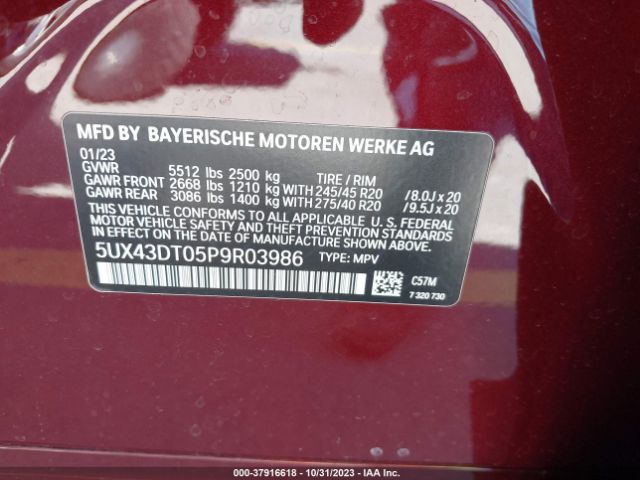 MFD BY BAYERISCHE MOTOREN WERKE AG
01/23
GVWR 5512 lbs 2500 kg TIRE / RIM
GAWR FRONT 2668 lbs 1210 kg WITH 245/45 R20 /8.0J x 20
GAWR REAR 3086 lbs 1400 kg WITH 275/40 R20 /9.5J x 20
THIS VEHICLE CONFORMS TO ALL APPLICABLE U. S. FEDERAL
MOTOR VEHICLE SAFETY AND THEFT PREVENTION STANDARDS
IN EFFECT ON THE DATE OF MANUFACTURE SHOWN ABOVE.
5UX43DT05P9R03986 TYPE: MPV
C57M
7 320 730
000-37916618 - 10/31/2023 - IAAI.COM